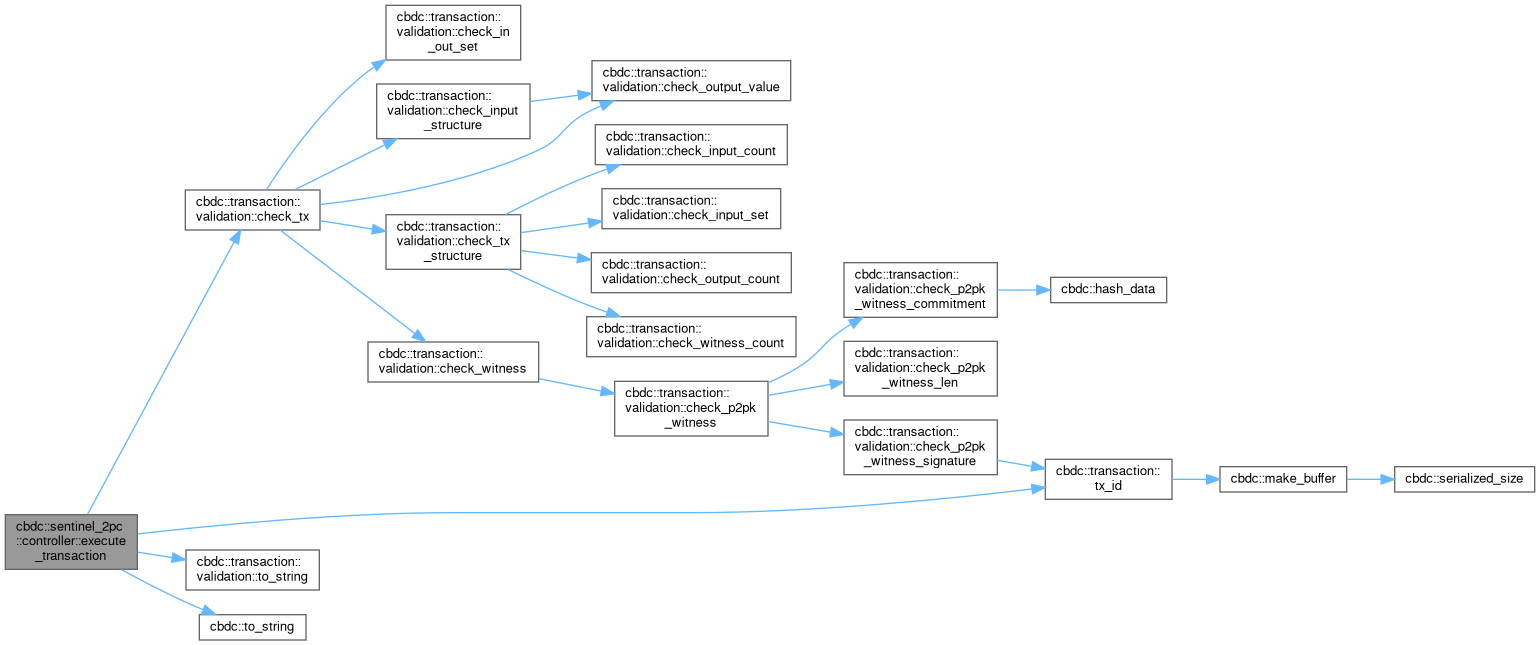 cbdc::transaction::
validation::check_in
_out_set
cbdc::transaction::
validation::check_input
_structure
cbdc::transaction::
validation::check_output_value
cbdc::transaction::
validation::check_input_count
cbdc::transaction::
validation::check_tx
cbdc::transaction::
validation::check_input_set
cbdc::transaction::
validation::check_tx
_structure
cbdc::transaction::
validation::check_output_count
cbdc::transaction::
validation::check_witness_count
cbdc::transaction::
validation::check_witness
cbdc::transaction::
validation::check_p2pk
_witness
cbdc::transaction::
validation::check_p2pk
_witness_commitment
cbdc::hash_data
cbdc::transaction::
validation::check_p2pk
_witness_len
cbdc::transaction::
validation::check_p2pk
_witness_signature
cbdc::transaction::
tx_id
cbdc::make_buffer
cbdc::serialized_size
cbdc::sentinel_2pc
::controller::execute
_transaction
cbdc::transaction::
validation::to_string
cbdc::to_string